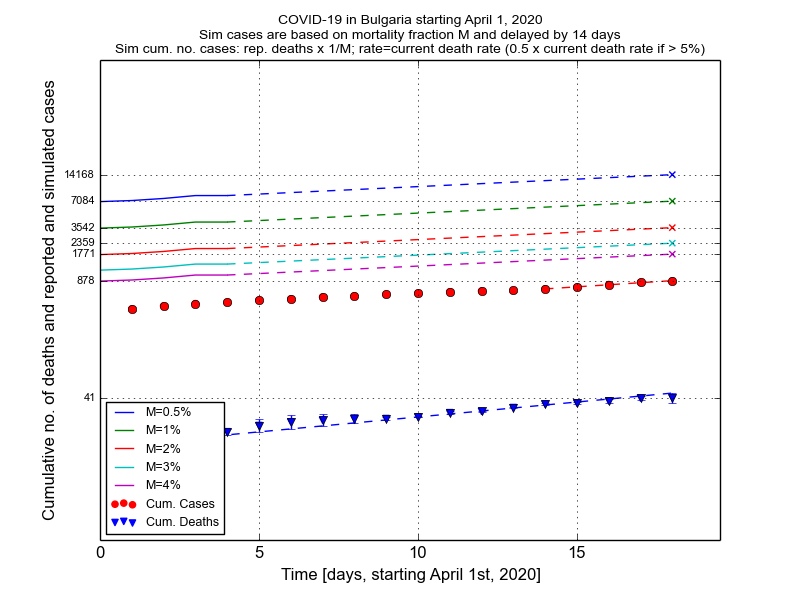 COVID-19 in Bulgaria starting April 1, 2020
Sim cases are based on mortality fraction M and delayed by 14 days
Sim cum. no. cases: rep. deaths x 1/M; rate=current death rate (0.5 x current death rate if > 5%)
Cumulative no. of deaths and reported and simulated cases
14168
7084
3542
2359
1771
878
41
M=0.5%
M=1%
M=2%
M=3%
M=4%
Cum. Cases
Cum. Deaths
0
5
10
15
Time [days, starting April 1st, 2020]